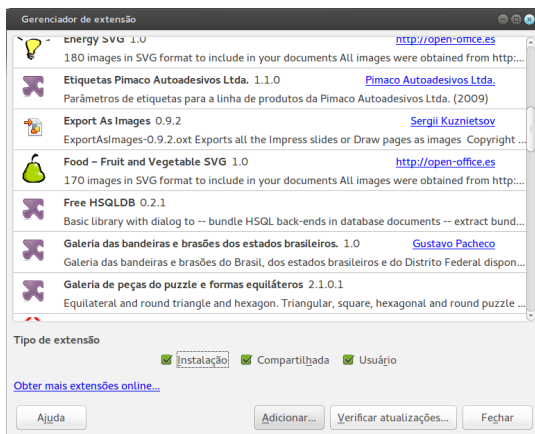 Gerenciador de extensão
Energy SVG 1.0 http://open-office.es
180 images in SVG format to include in your documents All images were obtained from http:...
Etiquetas Pimaco Autoadesivos Ltda. 1.1.0 Pimaco Autoadesivos Ltda.
Parâmetros de etiquetas para a linha de produtos da Pimaco Autoadesivos Ltda. (2009)
Export As Images 0.9.2 Sergii Kuznietsov
ExportAsImages-0.9.2.oxt Exports all the Impress slides or Draw pages as images Copyright ...
Food – Fruit and Vegetable SVG 1.0 http://open-office.es
170 images in SVG format to include in your documents All images were obtained from http:...
Free HSQLDB 0.2.1
Basic library with dialog to -- bundle HSQL back-ends in database documents -- extract bund...
Galeria das bandeiras e brasões dos estados brasileiros. 1.0 Gustavo Pacheco
Galeria das bandeiras e brasões do Brasil, dos estados brasileiros e do Distrito Federal dispon...
Galeria de peças do puzzle e formas equiláteros 2.1.0.1
Equilateral and round triangle and hexagon. Triangular, square, hexagonal and round puzzle ...
Tipo de extensão
Instalação Compartilhada Usuário
Obter mais extensões online...
Ajuda Adicionar... Verificar atualizações... Fechar